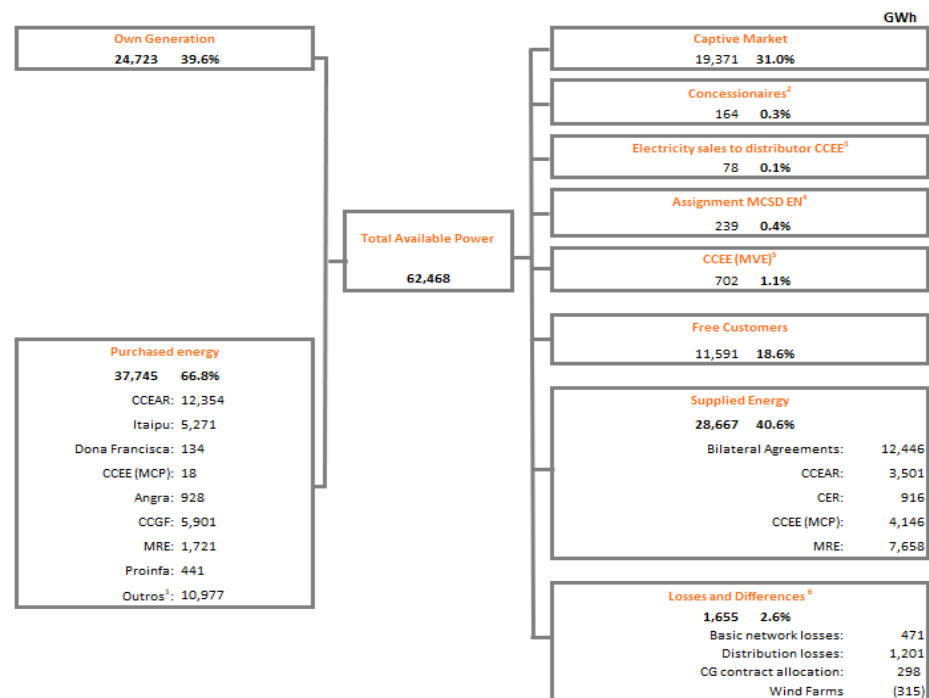 GWh
Own Generation
24,723 39.6%
Purchased energy
37,745 66.8%
CCEAR: 12,354
Itaipu: 5,271
Dona Francisca: 134
CCEE (MCP): 18
Angra: 928
CCGF: 5,901
MRE: 1,721
Proinfa: 441
Outros¹: 10,977
Total Available Power
62,468
Captive Market
19,371 31.0%
Concessionaires²
164 0.3%
Electricity sales to distributor CCEE³
78 0.1%
Assignment MCSD EN⁴
239 0.4%
CCEE (MVE)⁵
702 1.1%
Free Customers
11,591 18.6%
Supplied Energy
28,667 40.6%
Bilateral Agreements: 12,446
CCEAR: 3,501
CER: 916
CCEE (MCP): 4,146
MRE: 7,658
Losses and Differences ⁶
1,655 2.6%
Basic network losses: 471
Distribution losses: 1,201
CG contract allocation: 298
Wind Farms (315)